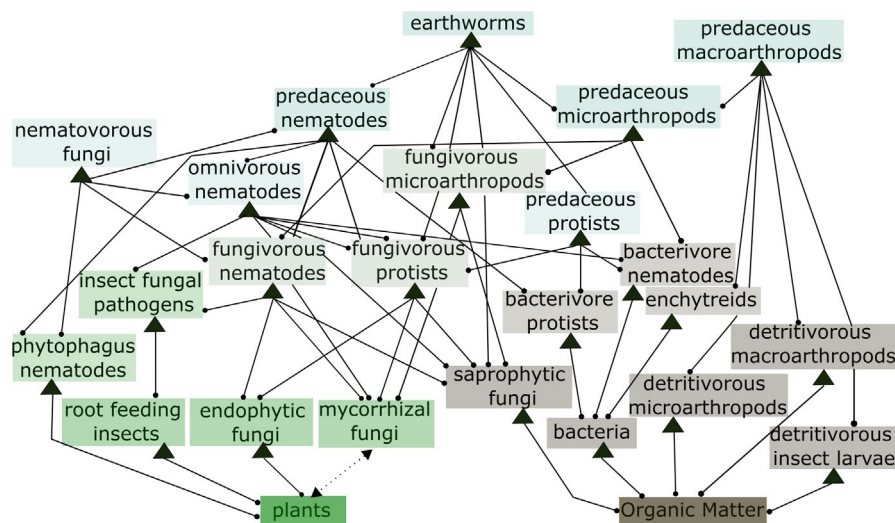 earthworms
predaceous
macroarthropods
predaceous
nematodes
predaceous
microarthropods
nematovorous
fungi
omnivorous
nematodes
fungivorous
microarthropods
predaceous
protists
fungivorous
nematodes
fungivorous
protists
bacterivore
nematodes
insect fungal
pathogens
bacterivore
protists
enchytreids
phytophagus
nematodes
detritivorous
macroarthropods
saprophytic
fungi
detritivorous
microarthropods
root feeding
insects
endophytic
fungi
mycorrhizal
fungi
bacteria
detritivorous
insect larvae
plants
Organic Matter